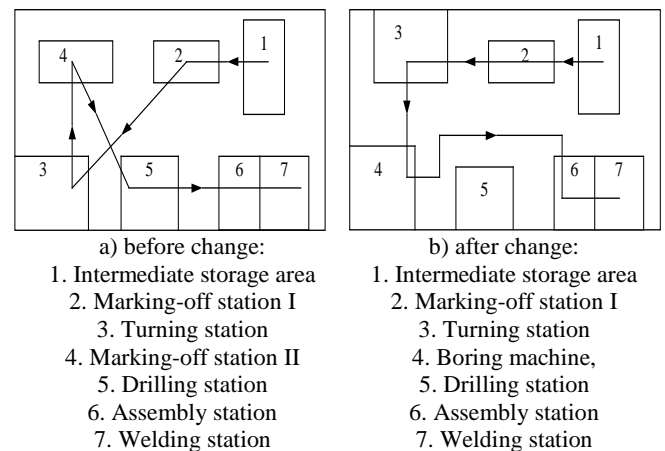 4
2
1
3
5
6
7
3
2
1
4
5
6
7
a) before change:
1. Intermediate storage area
2. Marking-off station I
3. Turning station
4. Marking-off station II
5. Drilling station
6. Assembly station
7. Welding station
b) after change:
1. Intermediate storage area
2. Marking-off station I
3. Turning station
4. Boring machine,
5. Drilling station
6. Assembly station
7. Welding station